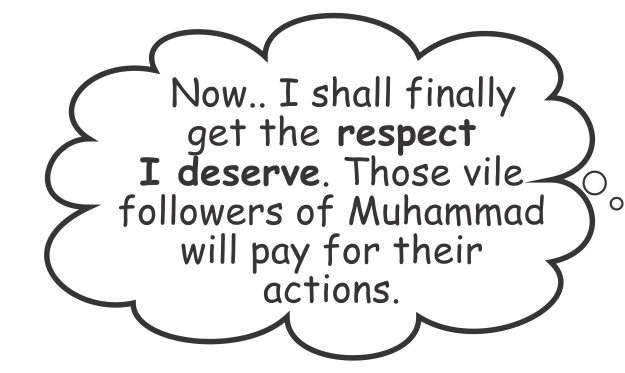 Now.. I shall finally
get the respect
I deserve. Those vile
followers of Muhammad
will pay for their
actions.